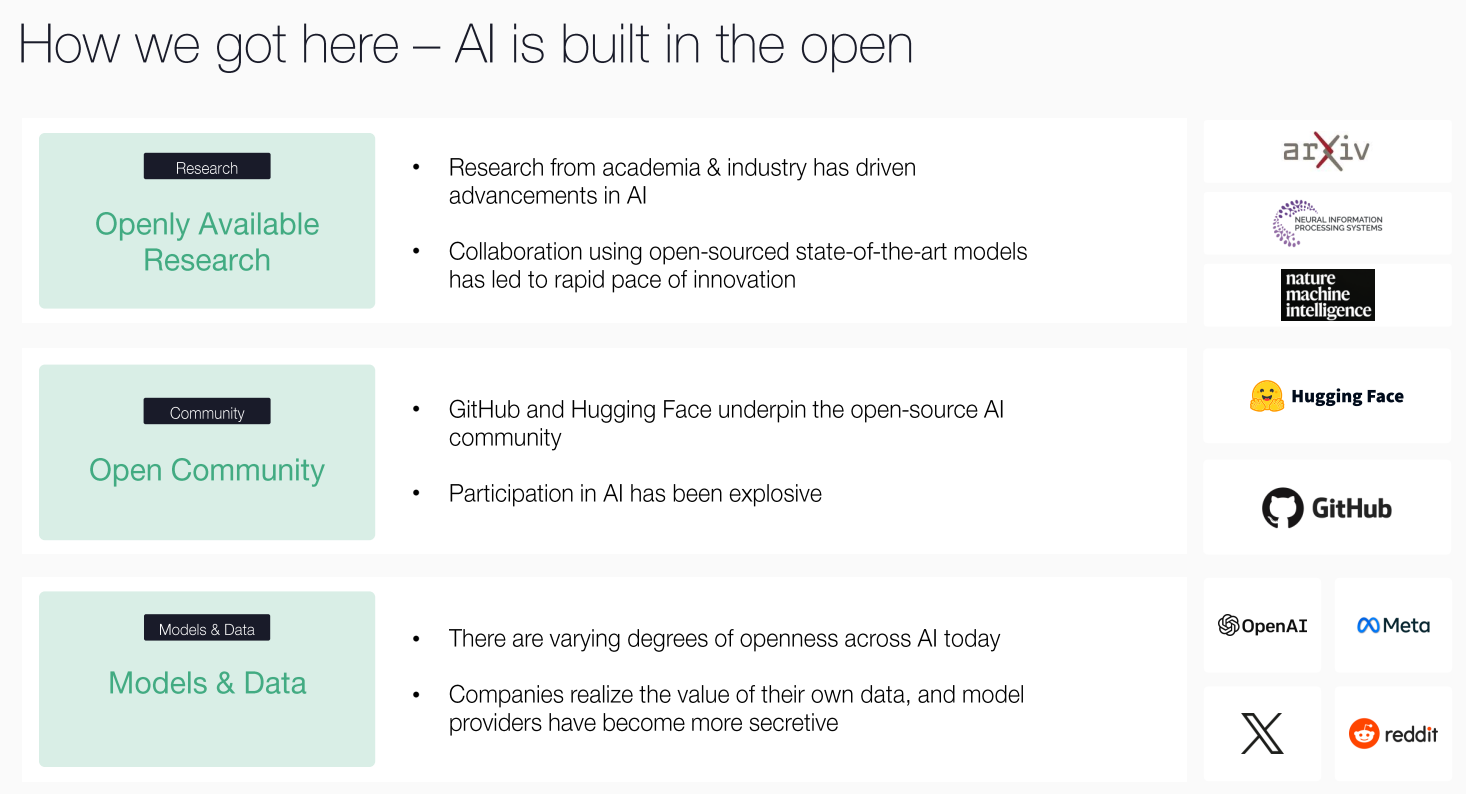 How we got here – AI is built in the open
Research
Openly Available
Research
• Research from academia & industry has driven
advancements in AI
• Collaboration using open-sourced state-of-the-art models
has led to rapid pace of innovation
arXiv
NEURAL INFORMATION
PROCESSING SYSTEMS
nature
machine
intelligence
Community
Open Community
• GitHub and Hugging Face underpin the open-source AI
community
• Participation in AI has been explosive
Hugging Face
GitHub
Models & Data
Models & Data
• There are varying degrees of openness across AI today
• Companies realize the value of their own data, and model
providers have become more secretive
OpenAI
Meta
X
reddit